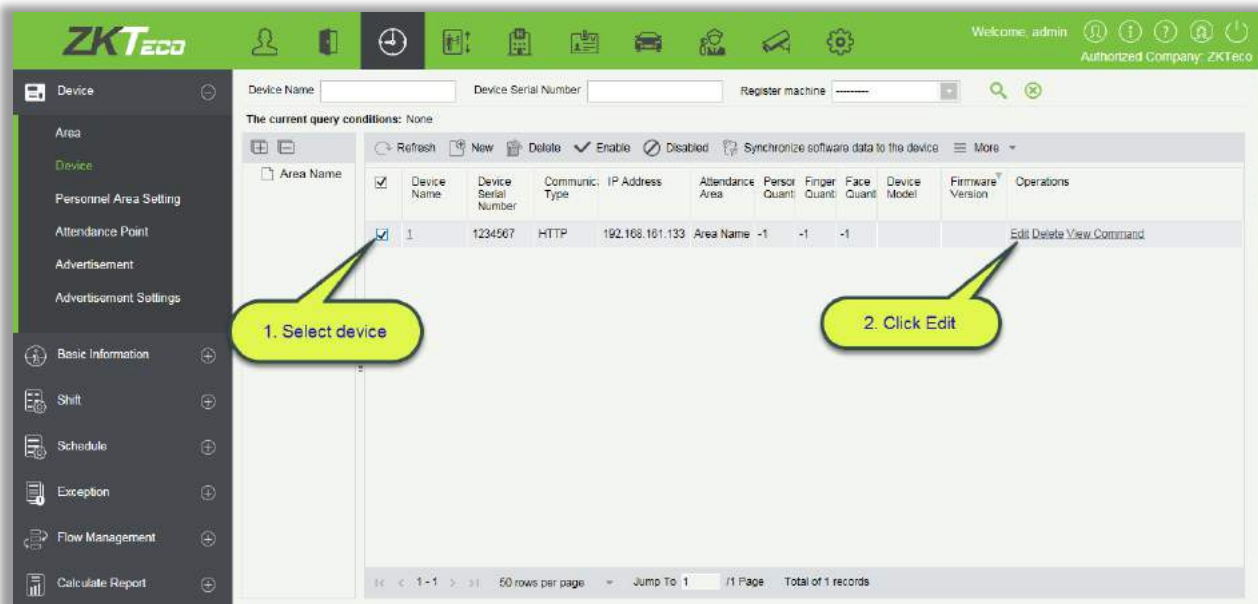 ZKTeco
Welcome, admin
Authorized Company: ZKTeco
Device
Area
Device
Personnel Area Setting
Attendance Point
Advertisement
Advertisement Settings
Basic Information
Shift
Schedule
Exception
Flow Management
Calculate Report
Device Name
Device Serial Number
Register machine ---------
The current query conditions: None
Refresh New Delete Enable Disabled Synchronize software data to the device More
Area Name
Device Name Device Serial Number Communic: Type IP Address Attendance Area Persor Quanti Finger Quanti Face Quanti Device Model Firmware Version Operations
1 1234567 HTTP 192.168.161.133 Area Name -1 -1 -1 Edit Delete View Command
1. Select device
2. Click Edit
1-1 50 rows per page Jump To 1 /1 Page Total of 1 records